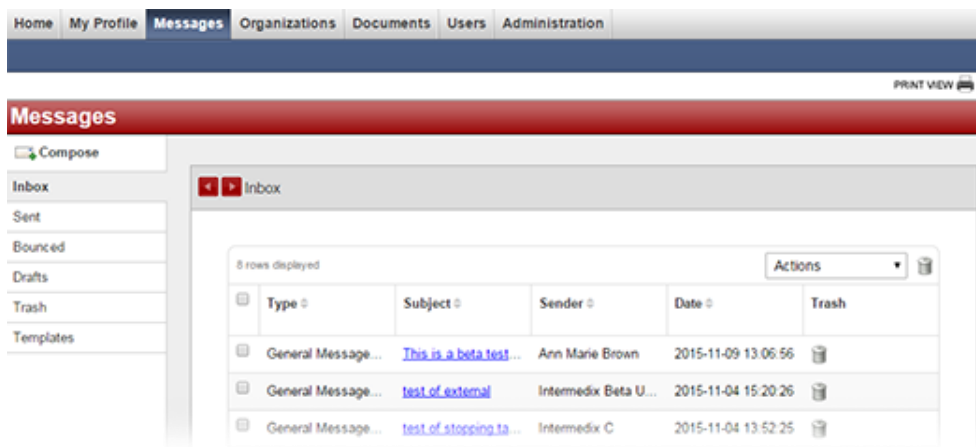 Home My Profile Messages Organizations Documents Users Administration
PRINT VIEW
Messages
Compose
Inbox
Sent
Bounced
Drafts
Trash
Templates
Inbox
8 rows displayed Actions
Type Subject Sender Date Trash
General Message... This is a beta test... Ann Marie Brown 2015-11-09 13:06:56
General Message... test of external Intermedix Beta U... 2015-11-04 15:20:26
General Message... test of stopping ta... Intermedix C 2015-11-04 13:52:25